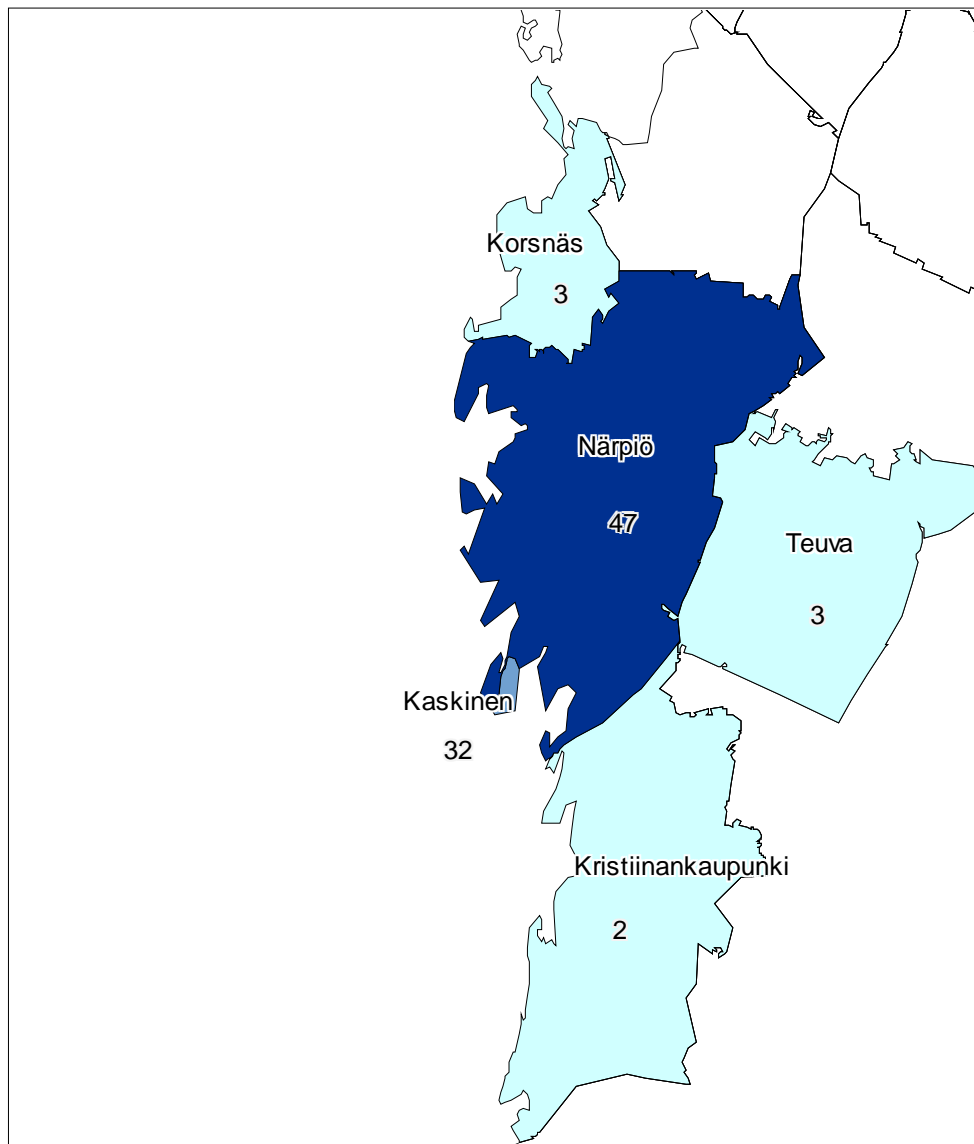 Korsnäs
3
Närpiö
47
Teuva
3
Kaskinen
32
Kristiinankaupunki
2